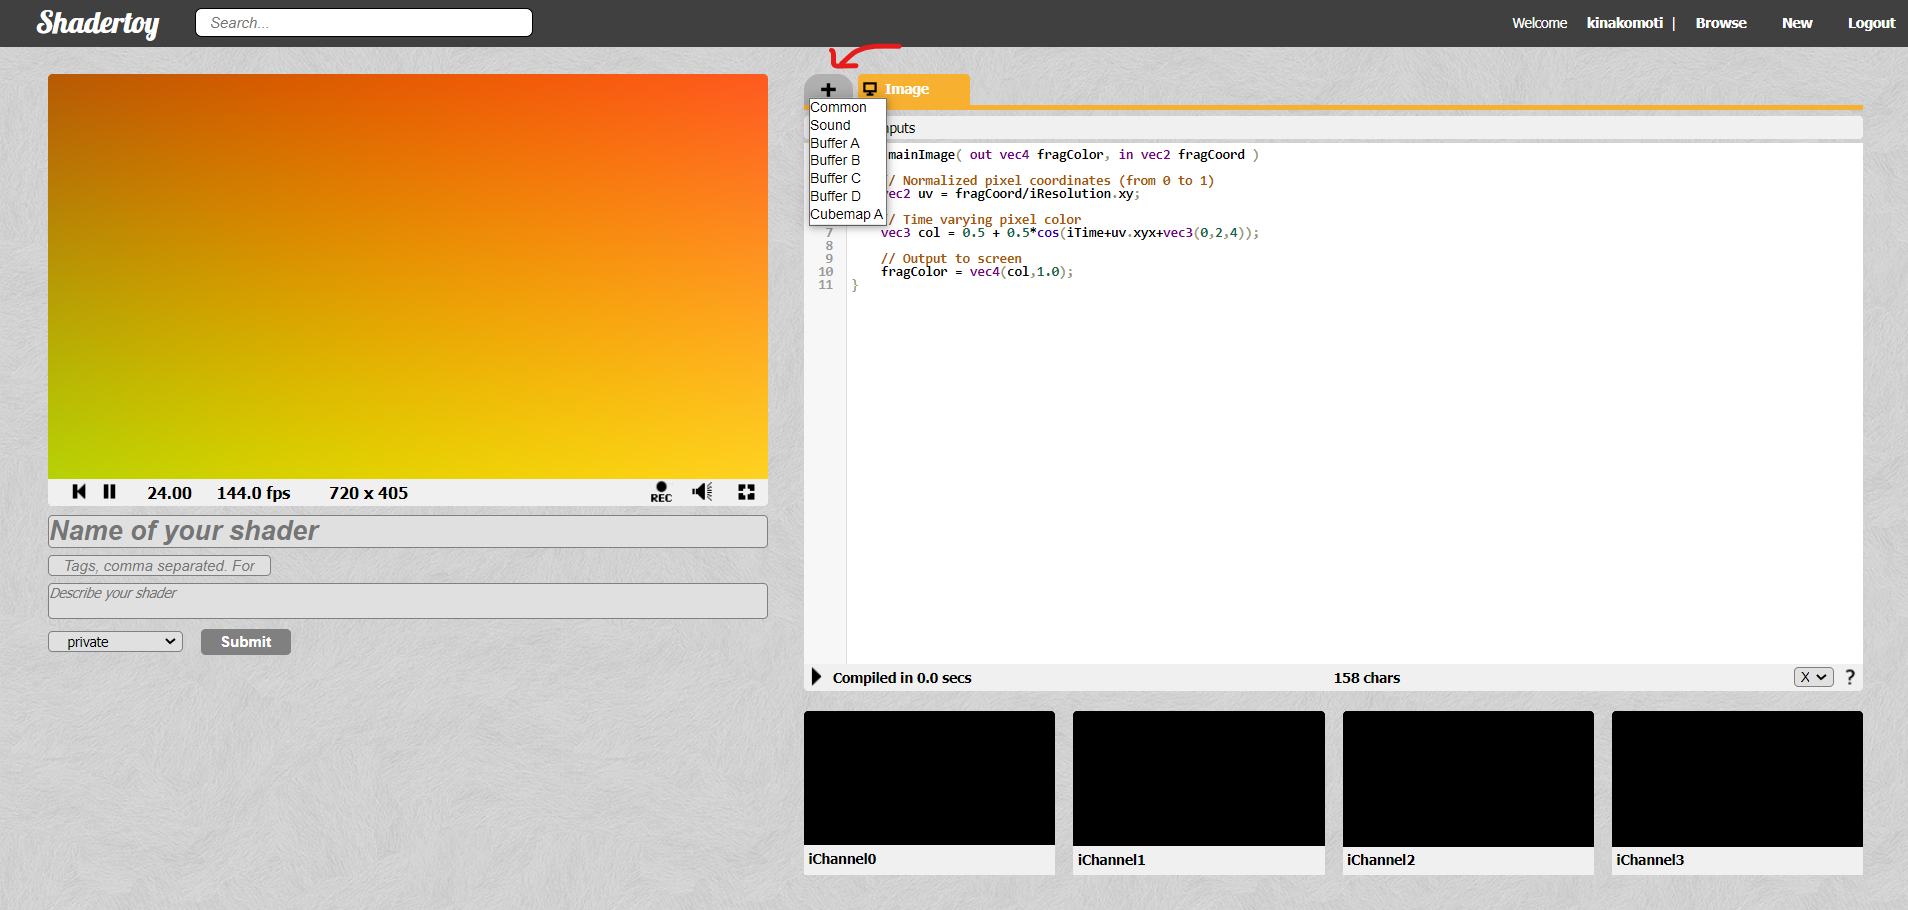 Shadertoy
Search...
Welcome kinakomoti | Browse New Logout
+
Image
Common
Sound
Buffer A
Buffer B
Buffer C
Buffer D
Cubemap A
nputs
mainImage( out vec4 fragColor, in vec2 fragCoord )
/ Normalized pixel coordinates (from 0 to 1)
vec2 uv = fragCoord/iResolution.xy;
/ Time varying pixel color
7 vec3 col = 0.5 + 0.5*cos(iTime+uv.xyx+vec3(0,2,4));
8
9 // Output to screen
10 fragColor = vec4(col,1.0);
11 }
24.00 144.0 fps 720 x 405 REC
Name of your shader
Tags, comma separated. For
Describe your shader
private Submit
Compiled in 0.0 secs 158 chars X ?
iChannel0 iChannel1 iChannel2 iChannel3